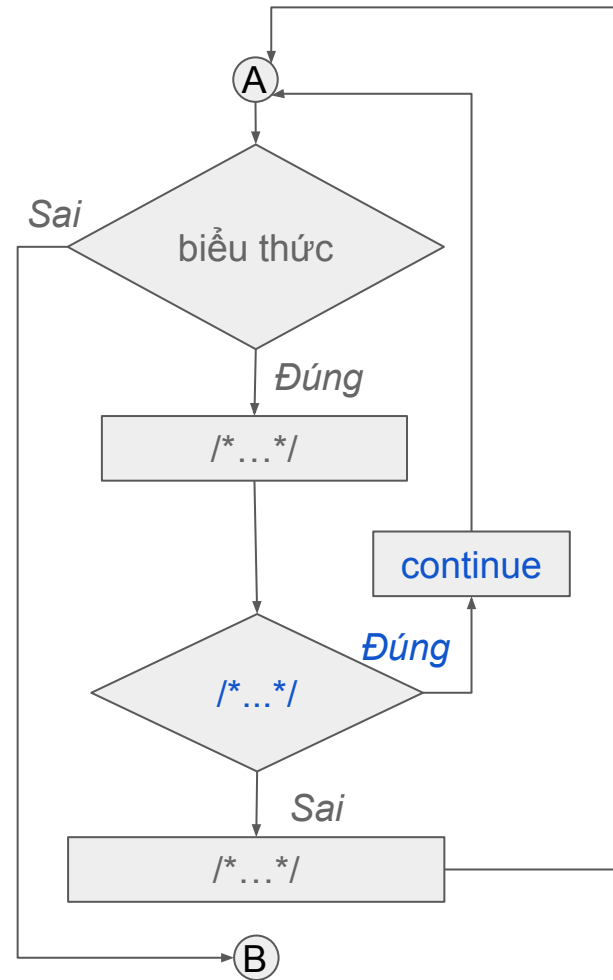 A
Sai
biểu thức
Đúng
/*…*/
continue
Đúng
/*...*/
Sai
/*…*/
B